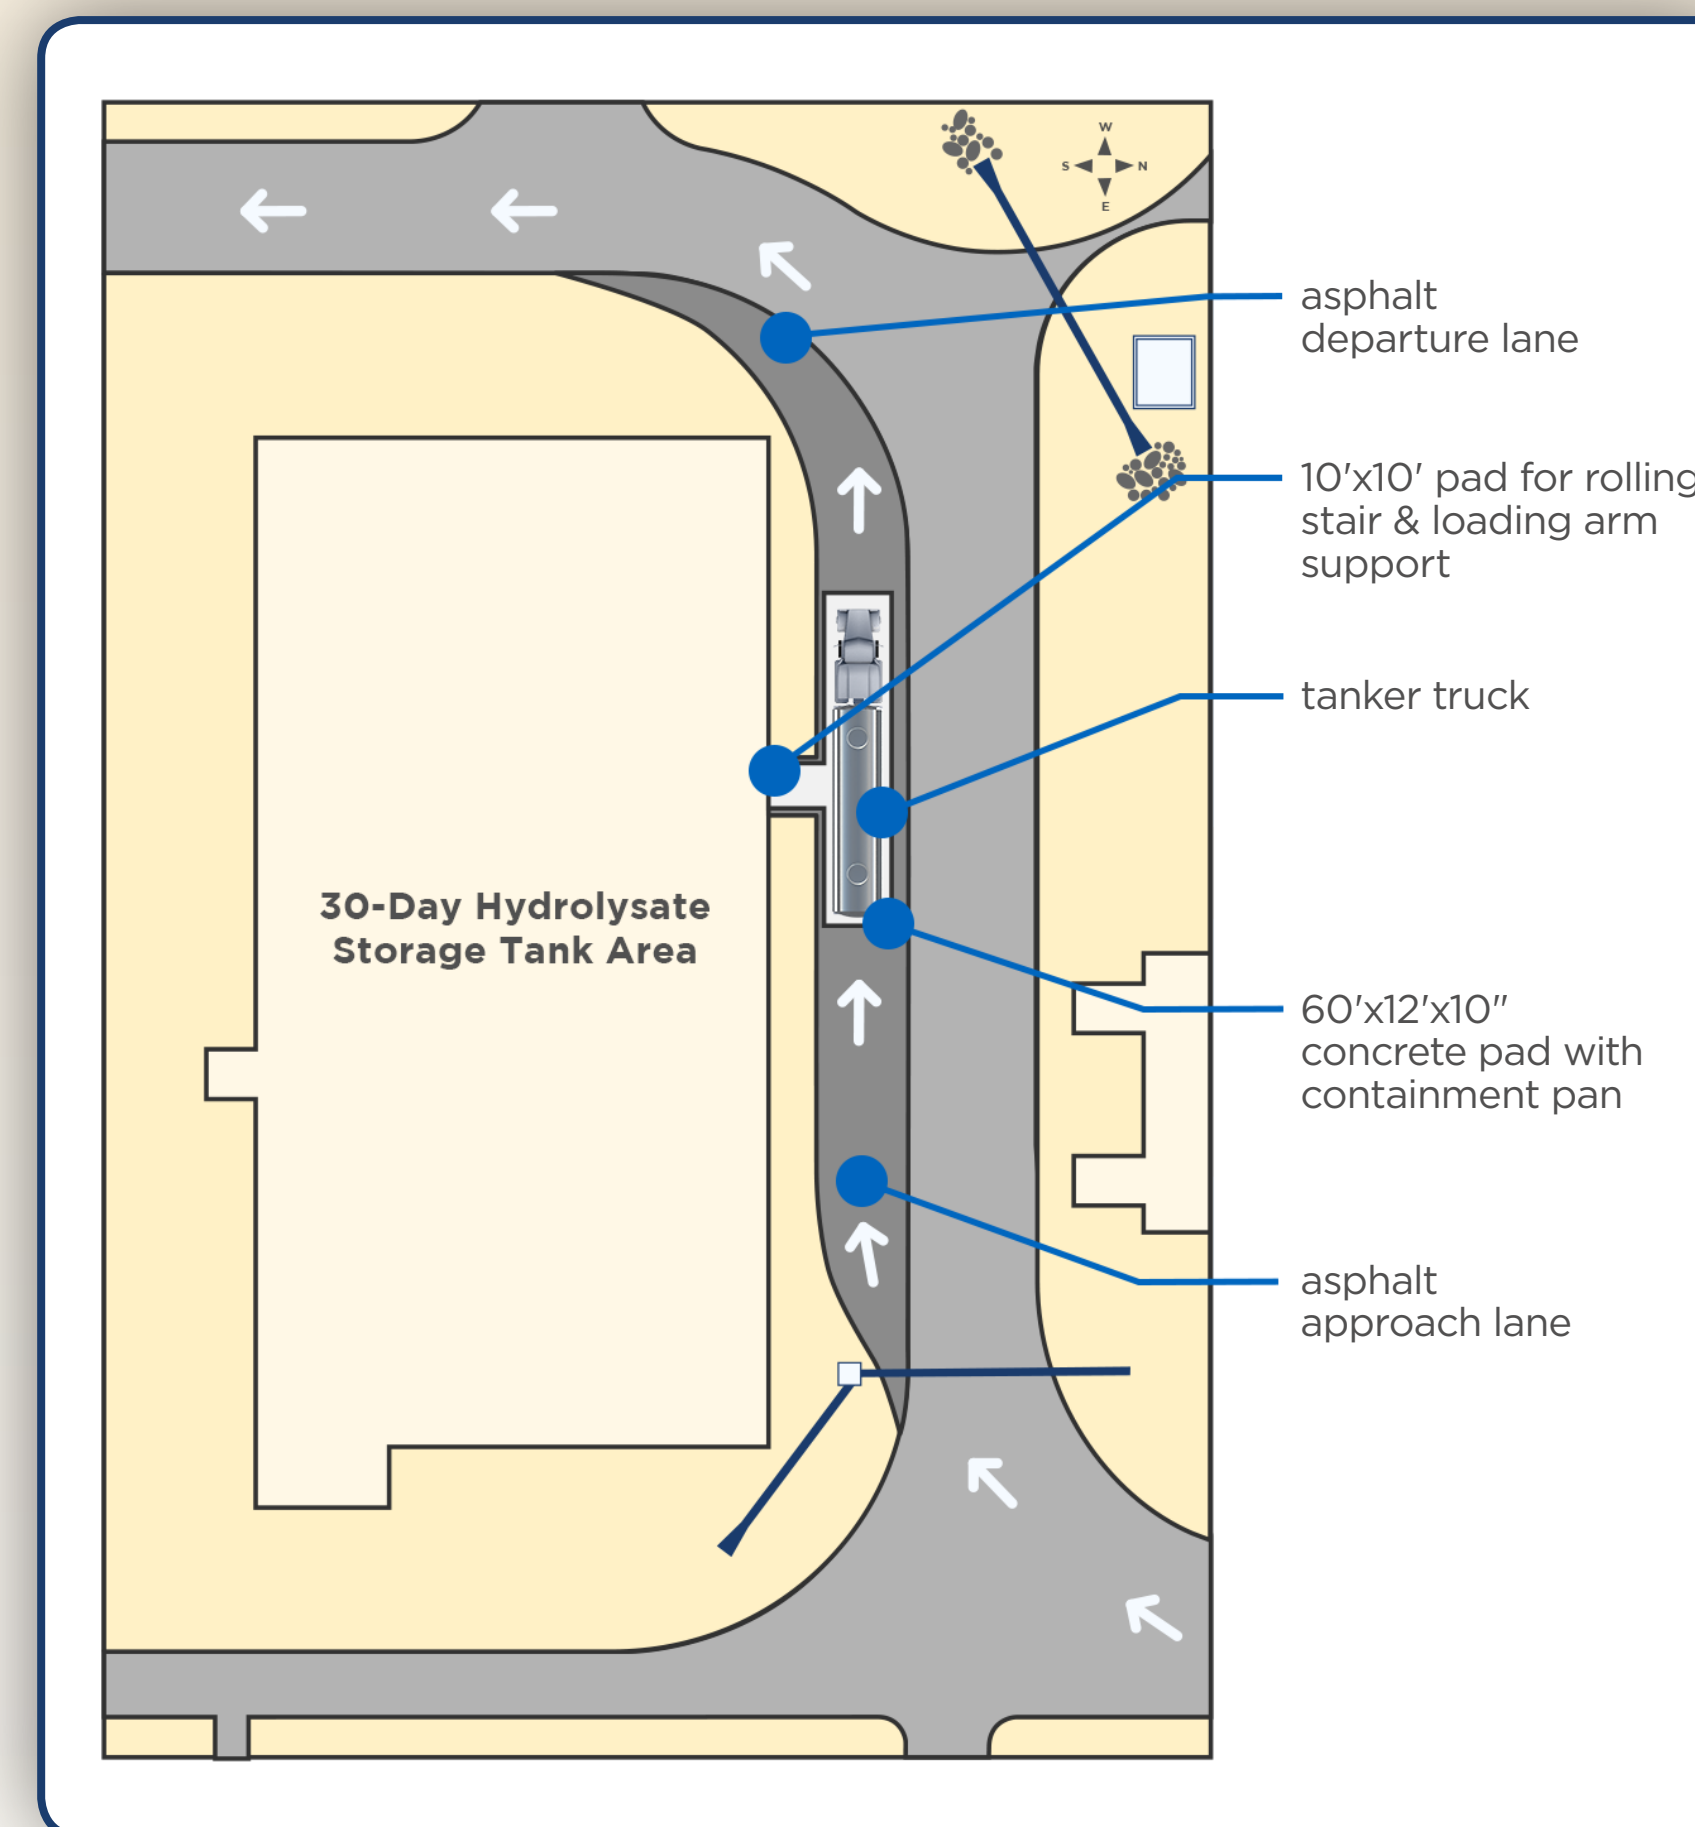 W
S N
E
asphalt
departure lane
10'x10' pad for rolling
stair & loading arm
support
tanker truck
30-Day Hydrolysate
Storage Tank Area
60'x12'x10"
concrete pad with
containment pan
asphalt
approach lane